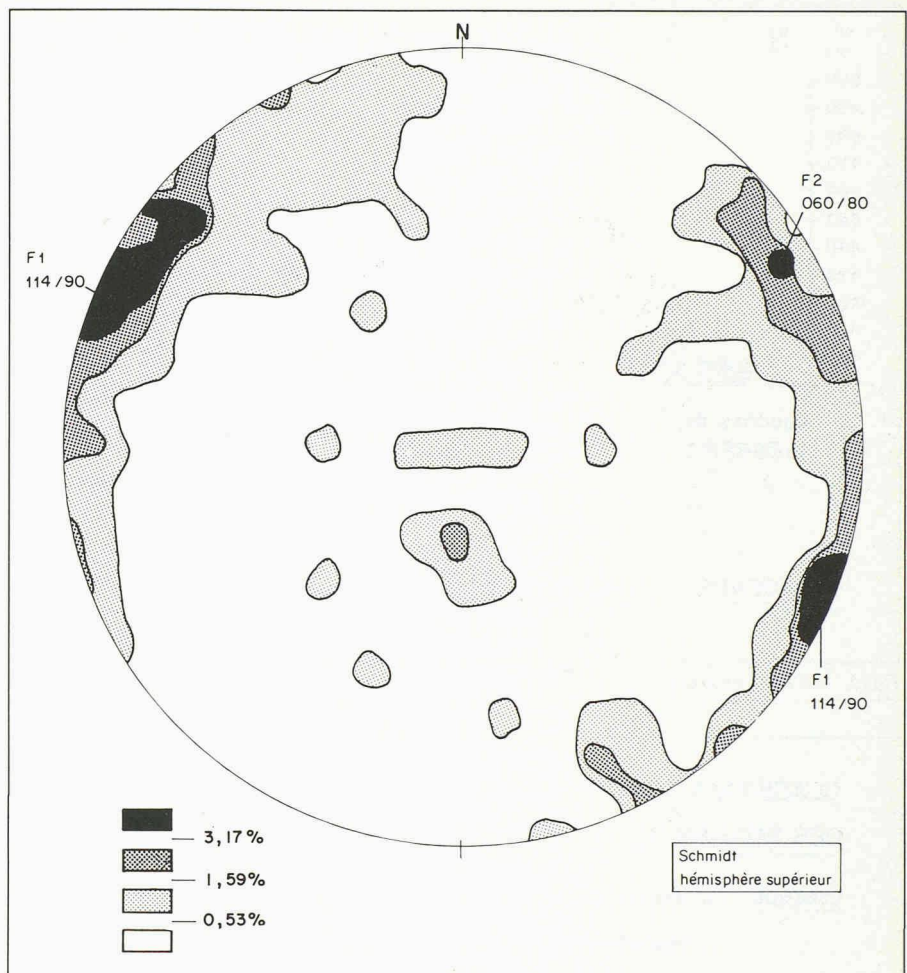 N
F2
060/80
F1
114/90
F1
114/90
3,17%
1,59%
0,53%
Schmidt
hémisphère supérieur